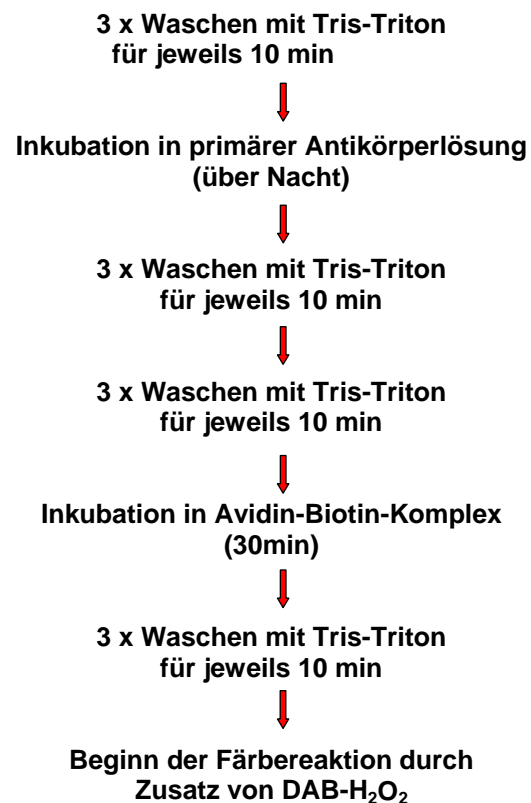 3 x Waschen mit Tris-Triton
für jeweils 10 min
Inkubation in primärer Antikörperlösung
(über Nacht)
3 x Waschen mit Tris-Triton
für jeweils 10 min
3 x Waschen mit Tris-Triton
für jeweils 10 min
Inkubation in Avidin-Biotin-Komplex
(30min)
3 x Waschen mit Tris-Triton
für jeweils 10 min
Beginn der Färbereaktion durch
Zusatz von DAB-H₂O₂